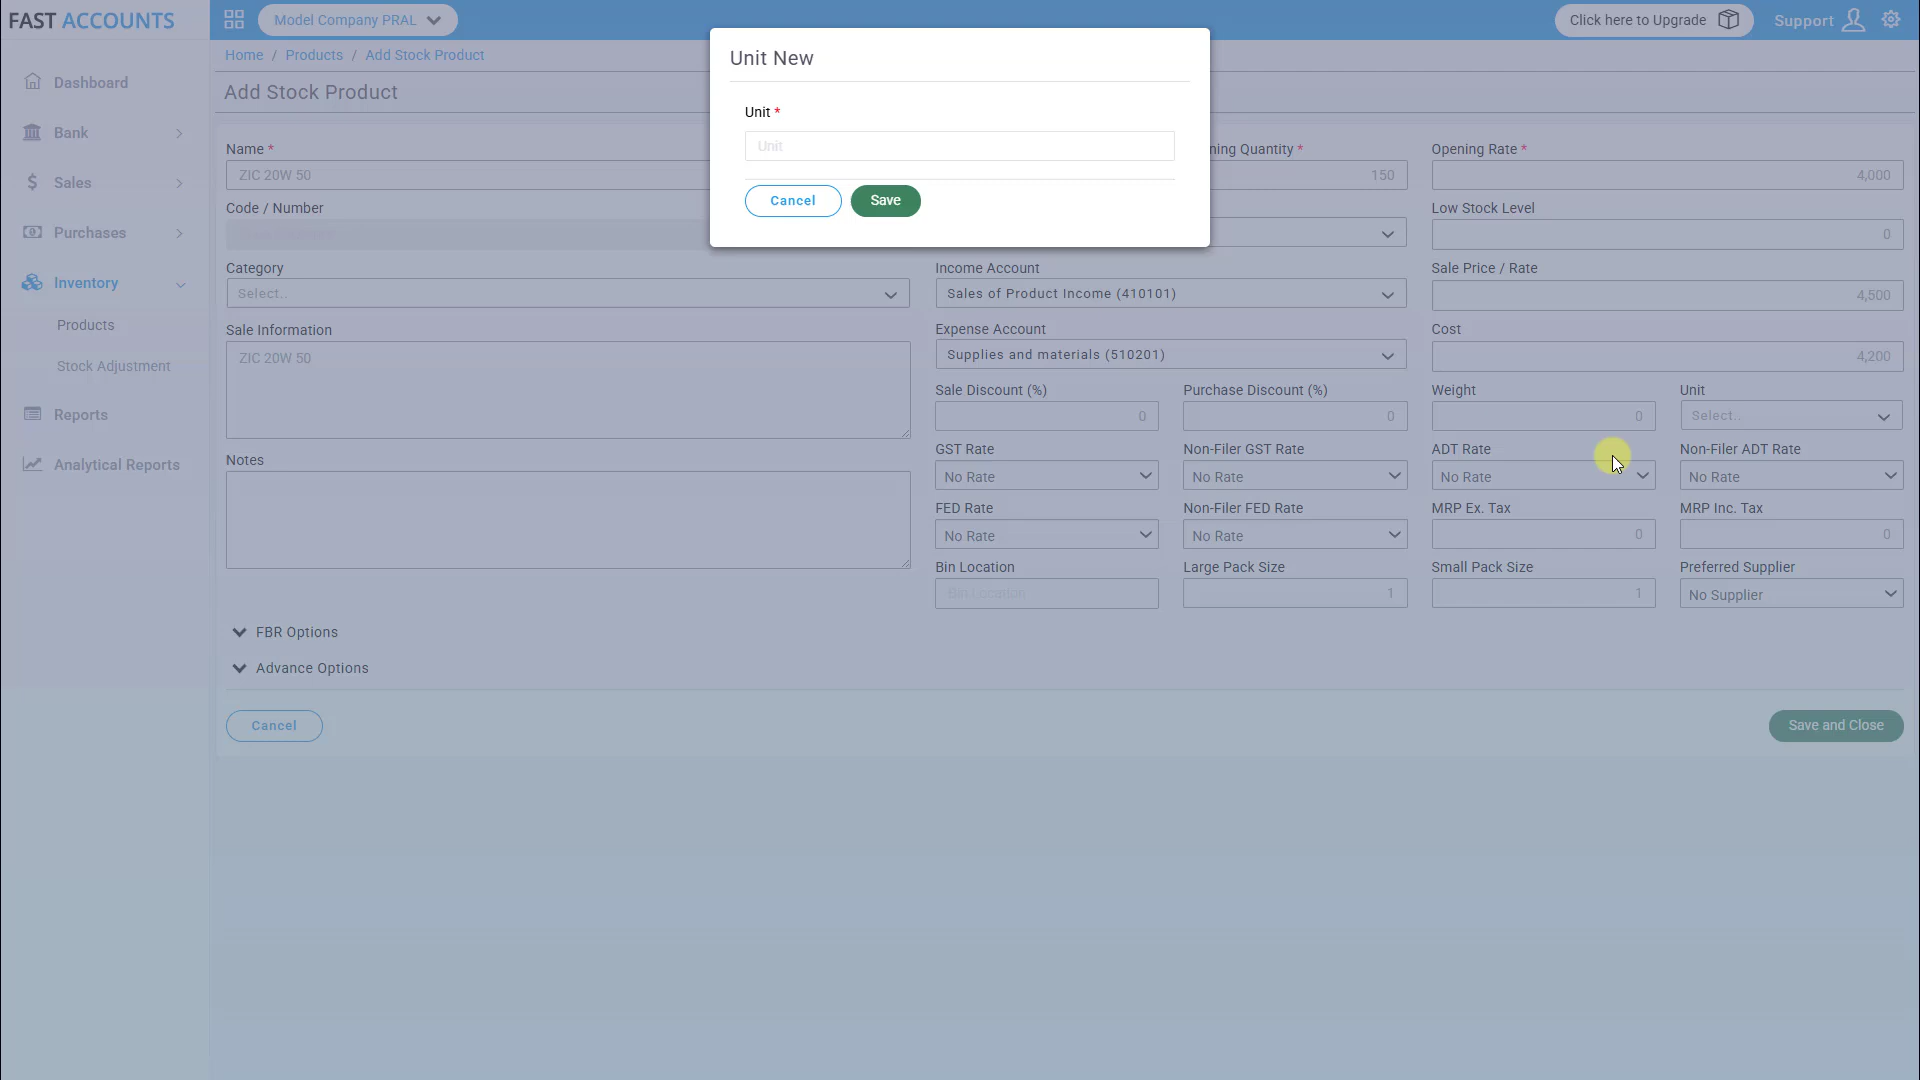 FAST ACCOUNTS
Model Company PRAL
Click here to Upgrade
Support
Home / Products / Add Stock Product
Add Stock Product
Dashboard
Bank
Sales
Purchases
Inventory
Products
Stock Adjustment
Reports
Analytical Reports
Unit New
Unit *
Unit
Cancel
Save
Name *
ZIC 20W 50
Quantity *
150
Opening Rate *
4,000
Code / Number
Low Stock Level
0
Category
Select..
Income Account
Sales of Product Income (410101)
Sale Price / Rate
4,500
Sale Information
ZIC 20W 50
Expense Account
Supplies and materials (510201)
Cost
4,200
Sale Discount (%)
0
Purchase Discount (%)
0
Weight
0
Unit
Select..
Notes
GST Rate
No Rate
Non-Filer GST Rate
No Rate
ADT Rate
No Rate
Non-Filer ADT Rate
No Rate
FED Rate
No Rate
Non-Filer FED Rate
No Rate
MRP Ex. Tax
0
MRP Inc. Tax
0
Bin Location
Bin Location
Large Pack Size
1
Small Pack Size
1
Preferred Supplier
No Supplier
FBR Options
Advance Options
Cancel
Save and Close